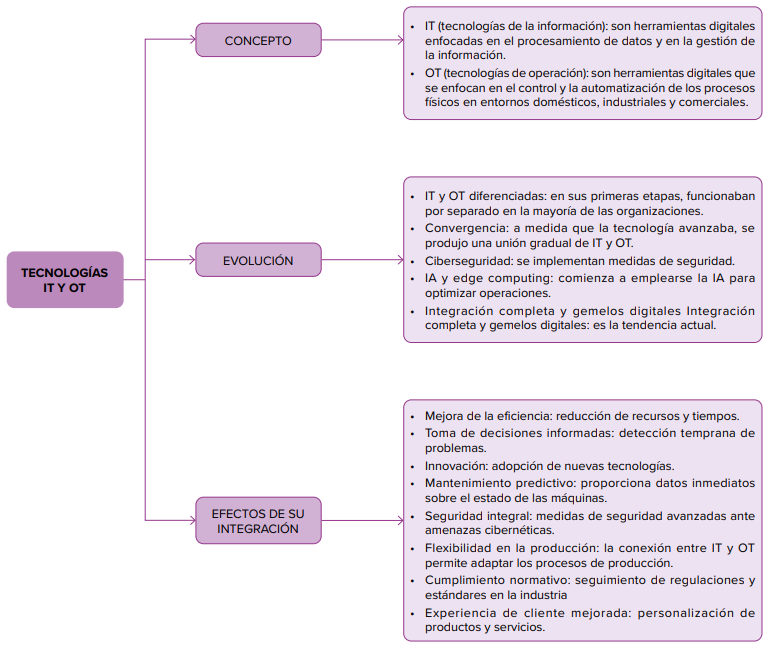 CONCEPTO
• IT (tecnologías de la información): son herramientas digitales
enfocadas en el procesamiento de datos y en la gestión de
la información.
• OT (tecnologías de operación): son herramientas digitales que
se enfocan en el control y la automatización de los procesos
físicos en entornos domésticos, industriales y comerciales.
TECNOLOGÍAS
IT Y OT
EVOLUCIÓN
• IT y OT diferenciadas: en sus primeras etapas, funcionaban
por separado en la mayoría de las organizaciones.
• Convergencia: a medida que la tecnología avanzaba, se
produjo una unión gradual de IT y OT.
• Ciberseguridad: se implementan medidas de seguridad.
• IA y edge computing: comienza a emplearse la IA para
optimizar operaciones.
• Integración completa y gemelos digitales Integración
completa y gemelos digitales: es la tendencia actual.
EFECTOS DE SU
INTEGRACIÓN
• Mejora de la eficiencia: reducción de recursos y tiempos.
• Toma de decisiones informadas: detección temprana de
problemas.
• Innovación: adopción de nuevas tecnologías.
• Mantenimiento predictivo: proporciona datos inmediatos
sobre el estado de las máquinas.
• Seguridad integral: medidas de seguridad avanzadas ante
amenazas cibernéticas.
• Flexibilidad en la producción: la conexión entre IT y OT
permite adaptar los procesos de producción.
• Cumplimiento normativo: seguimiento de regulaciones y
estándares en la industria
• Experiencia de cliente mejorada: personalización de
productos y servicios.